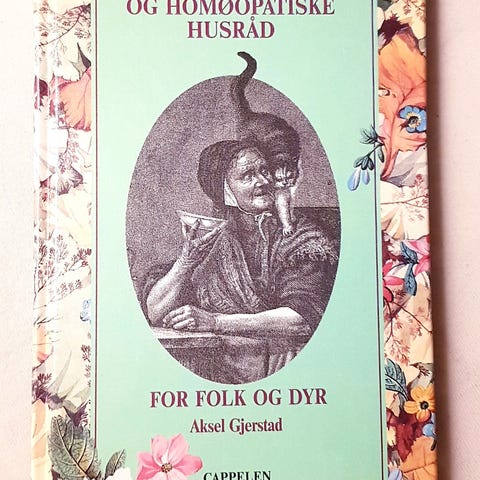 OG HOMØOPATISKE
HUSRÅD
FOR FOLK OG DYR
Aksel Gjerstad
CAPPELEN